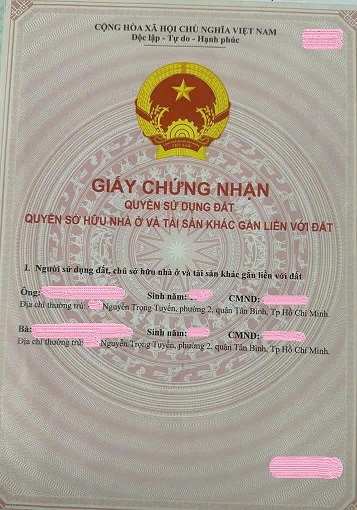 CỘNG HÒA XÃ HỘI CHỦ NGHĨA VIỆT NAM
Độc lập - Tự do - Hạnh phúc
GIẤY CHỨNG NHẬN
QUYỀN SỬ DỤNG ĐẤT
QUYỀN SỞ HỮU NHÀ Ở VÀ TÀI SẢN KHÁC GẮN LIỀN VỚI ĐẤT
I. Người sử dụng đất, chủ sở hữu nhà ở và tài sản khác gắn liền với đất
Ông: Sinh năm: CMND:
Địa chỉ thường trú: Nguyễn Trọng Tuyển, phường 2, quận Tân Bình, Tp Hồ Chí Minh.
Bà: Sinh năm: CMND:
Địa chỉ thường trú: Nguyễn Trọng Tuyển, phường 2, quận Tân Bình, Tp Hồ Chí Minh.